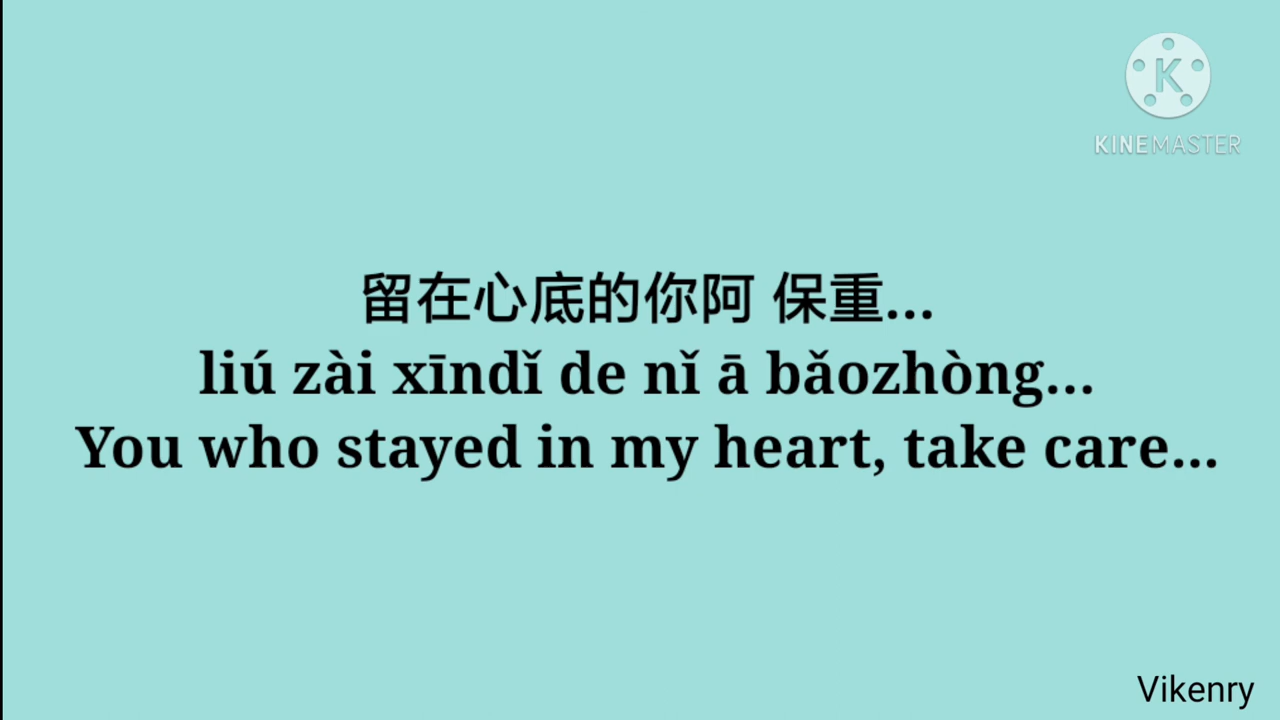 K
KINEMASTER
留在心底的你阿 保重...
liú zài xīndǐ de nǐ ā bǎozhòng...
You who stayed in my heart, take care...
Vikenry